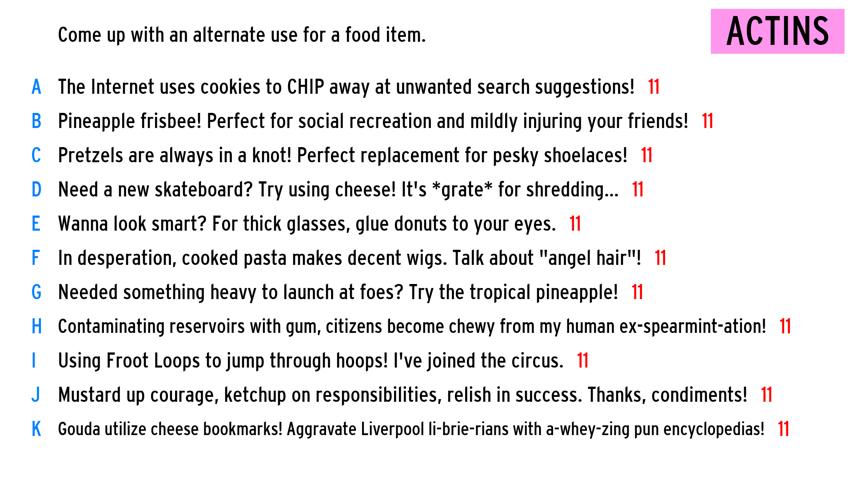 Come up with an alternate use for a food item.
ACTINS
A The Internet uses cookies to CHIP away at unwanted search suggestions! 11
B Pineapple frisbee! Perfect for social recreation and mildly injuring your friends! 11
C Pretzels are always in a knot! Perfect replacement for pesky shoelaces! 11
D Need a new skateboard? Try using cheese! It's *grate* for shredding... 11
E Wanna look smart? For thick glasses, glue donuts to your eyes. 11
F In desperation, cooked pasta makes decent wigs. Talk about "angel hair"! 11
G Needed something heavy to launch at foes? Try the tropical pineapple! 11
H Contaminating reservoirs with gum, citizens become chewy from my human ex-spearmint-ation! 11
I Using Froot Loops to jump through hoops! I've joined the circus. 11
J Mustard up courage, ketchup on responsibilities, relish in success. Thanks, condiments! 11
K Gouda utilize cheese bookmarks! Aggravate Liverpool li-brie-rians with a-whey-zing pun encyclopedias! 11